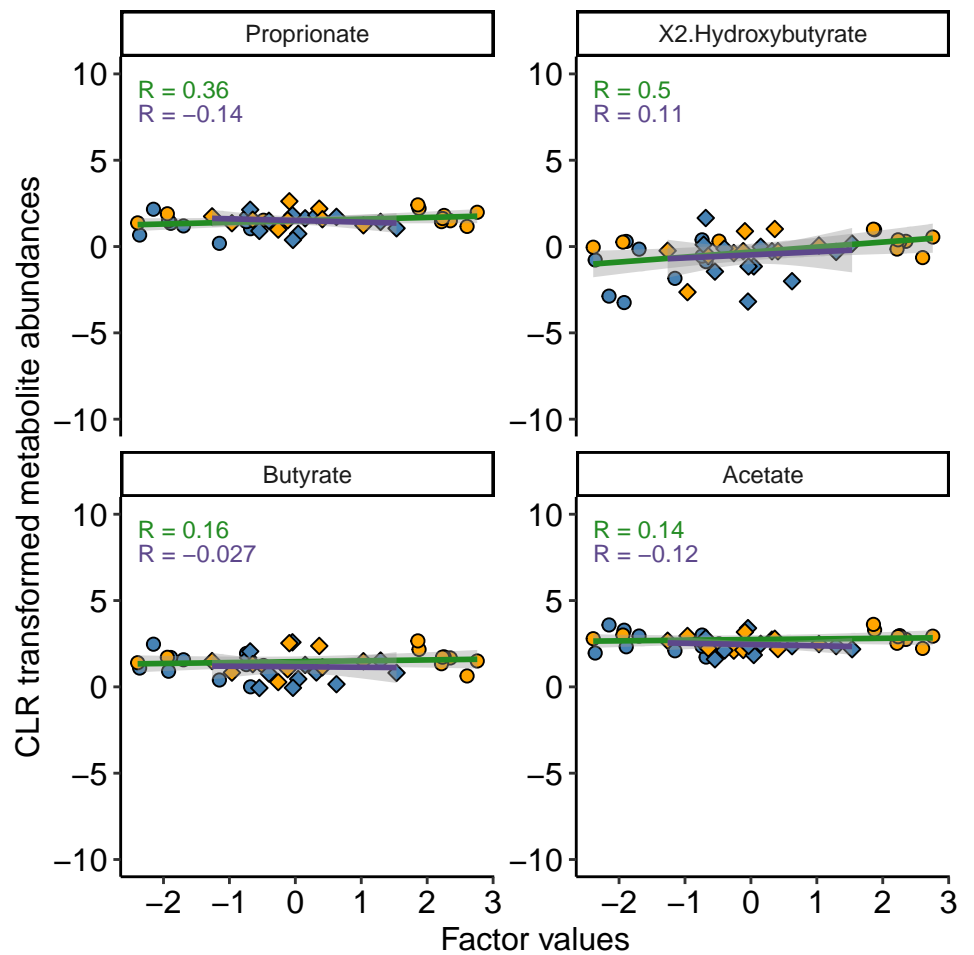 Proprionate
X2.Hydroxybutyrate
R = 0.36
R = −0.14
R = 0.5
R = 0.11
10
5
0
−5
−10
10
5
0
−5
−10
Butyrate
Acetate
R = 0.16
R = −0.027
R = 0.14
R = −0.12
10
5
0
−5
−10
10
5
0
−5
−10
−2 −1 0 1 2 3
−2 −1 0 1 2 3
Factor values
CLR transformed metabolite abundances